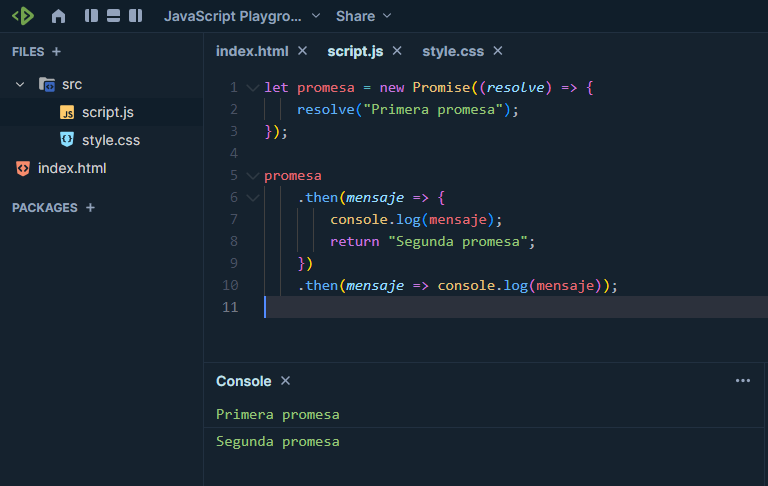 JavaScript Playgro... Share
FILES +
src
script.js
style.css
index.html
PACKAGES +
index.html × script.js × style.css ×
1 let promesa = new Promise((resolve) => {
2 resolve("Primera promesa");
3 });
4
5 promesa
6 .then(mensaje => {
7 console.log(mensaje);
8 return "Segunda promesa";
9 })
10 .then(mensaje => console.log(mensaje));
11
Console × ...
Primera promesa
Segunda promesa